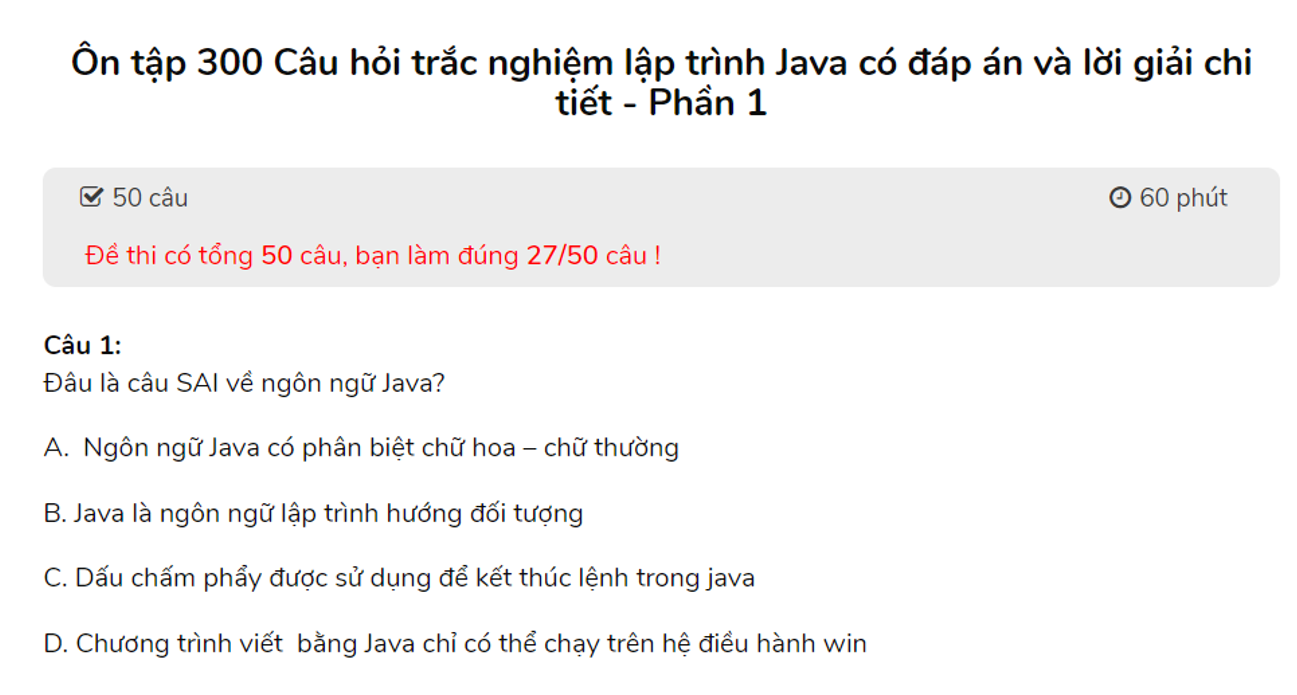 Ôn tập 300 Câu hỏi trắc nghiệm lập trình Java có đáp án và lời giải chi
tiết - Phần 1
50 câu
60 phút
Đề thi có tổng 50 câu, bạn làm đúng 27/50 câu !
Câu 1:
Đâu là câu SAI về ngôn ngữ Java?
A.  Ngôn ngữ Java có phân biệt chữ hoa – chữ thường
B. Java là ngôn ngữ lập trình hướng đối tượng
C. Dấu chấm phẩy được sử dụng để kết thúc lệnh trong java
D. Chương trình viết  bằng Java chỉ có thể chạy trên hệ điều hành win